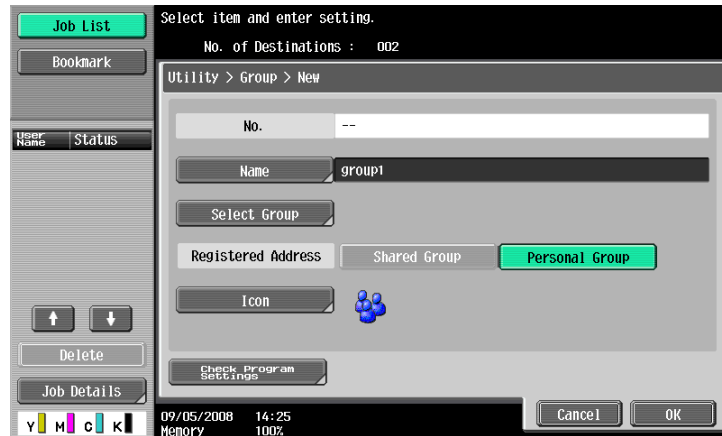 Job List
Bookmark
User Name
Status
Delete
Job Details
Y M C K
Select item and enter setting.
No. of Destinations : 002
Utility > Group > New
No. --
Name group1
Select Group
Registered Address Shared Group Personal Group
Icon
Check Program
Settings
Cancel OK
09/05/2008 14:25
Memory 100%